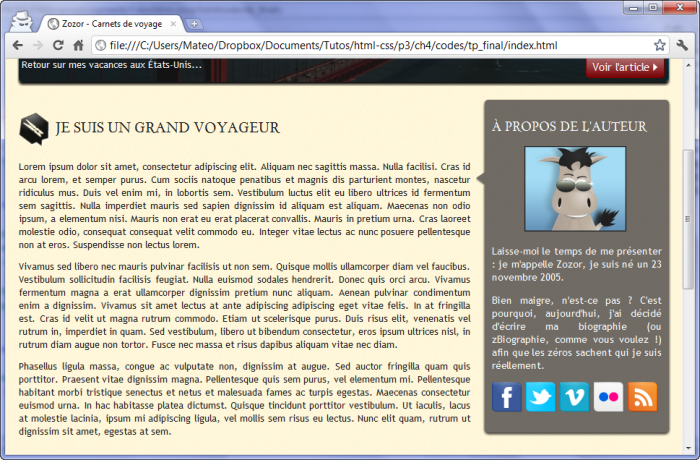 Zozor - Carnets de voyage
file:///C:/Users/Mateo/Dropbox/Documents/Tutos/html-css/p3/ch4/codes/tp_final/index.html
Retour sur mes vacances aux États-Unis...
Voir l'article
JE SUIS UN GRAND VOYAGEUR
Lorem ipsum dolor sit amet, consectetur adipiscing elit. Aliquam nec sagittis massa. Nulla facilisi. Cras id
arcu lorem, et semper purus. Cum sociis natoque penatibus et magnis dis parturient montes, nascetur
ridiculus mus. Duis vel enim mi, in lobortis sem. Vestibulum luctus elit eu libero ultrices id fermentum
sem sagittis. Nulla imperdiet mauris sed sapien dignissim id aliquam est aliquam. Maecenas non odio
ipsum, a elementum nisi. Mauris non erat eu erat placerat convallis. Mauris in pretium urna. Cras laoreet
molestie odio, consequat consequat velit commodo eu. Integer vitae lectus ac nunc posuere pellentesque
non at eros. Suspendisse non lectus lorem.
Vivamus sed libero nec mauris pulvinar facilisis ut non sem. Quisque mollis ullamcorper diam vel faucibus.
Vestibulum sollicitudin facilisis feugiat. Nulla euismod sodales hendrerit. Donec quis orci arcu. Vivamus
fermentum magna a erat ullamcorper dignissim pretium nunc aliquam. Aenean pulvinar condimentum
enim a dignissim. Vivamus sit amet lectus at ante adipiscing adipiscing eget vitae felis. In at fringilla
est. Cras id velit ut magna rutrum commodo. Etiam ut scelerisque purus. Duis risus elit, venenatis vel
rutrum in, imperdiet in quam. Sed vestibulum, libero ut bibendum consectetur, eros ipsum ultrices nisl, in
rutrum diam augue non tortor. Fusce nec massa et risus dapibus aliquam vitae nec diam.
Phasellus ligula massa, congue ac vulputate non, dignissim at augue. Sed auctor fringilla quam quis
porttitor. Praesent vitae dignissim magna. Pellentesque quis sem purus, vel elementum mi. Pellentesque
habitant morbi tristique senectus et netus et malesuada fames ac turpis egestas. Maecenas consectetur
euismod urna. In hac habitasse platea dictumst. Quisque tincidunt porttitor vestibulum. Ut iaculis, lacus
at molestie lacinia, ipsum mi adipiscing ligula, vel mollis sem risus eu lectus. Nunc elit quam, rutrum ut
dignissim sit amet, egestas at sem.
À PROPOS DE L'AUTEUR
Laisse-moi le temps de me présenter
: je m'appelle Zozor, je suis né un 23
novembre 2005.
Bien maigre, n'est-ce pas ? C'est
pourquoi, aujourd'hui, j'ai décidé
d'écrire ma biographie (ou
zBiographie, comme vous voulez !)
afin que les zéros sachent qui je suis
réellement.